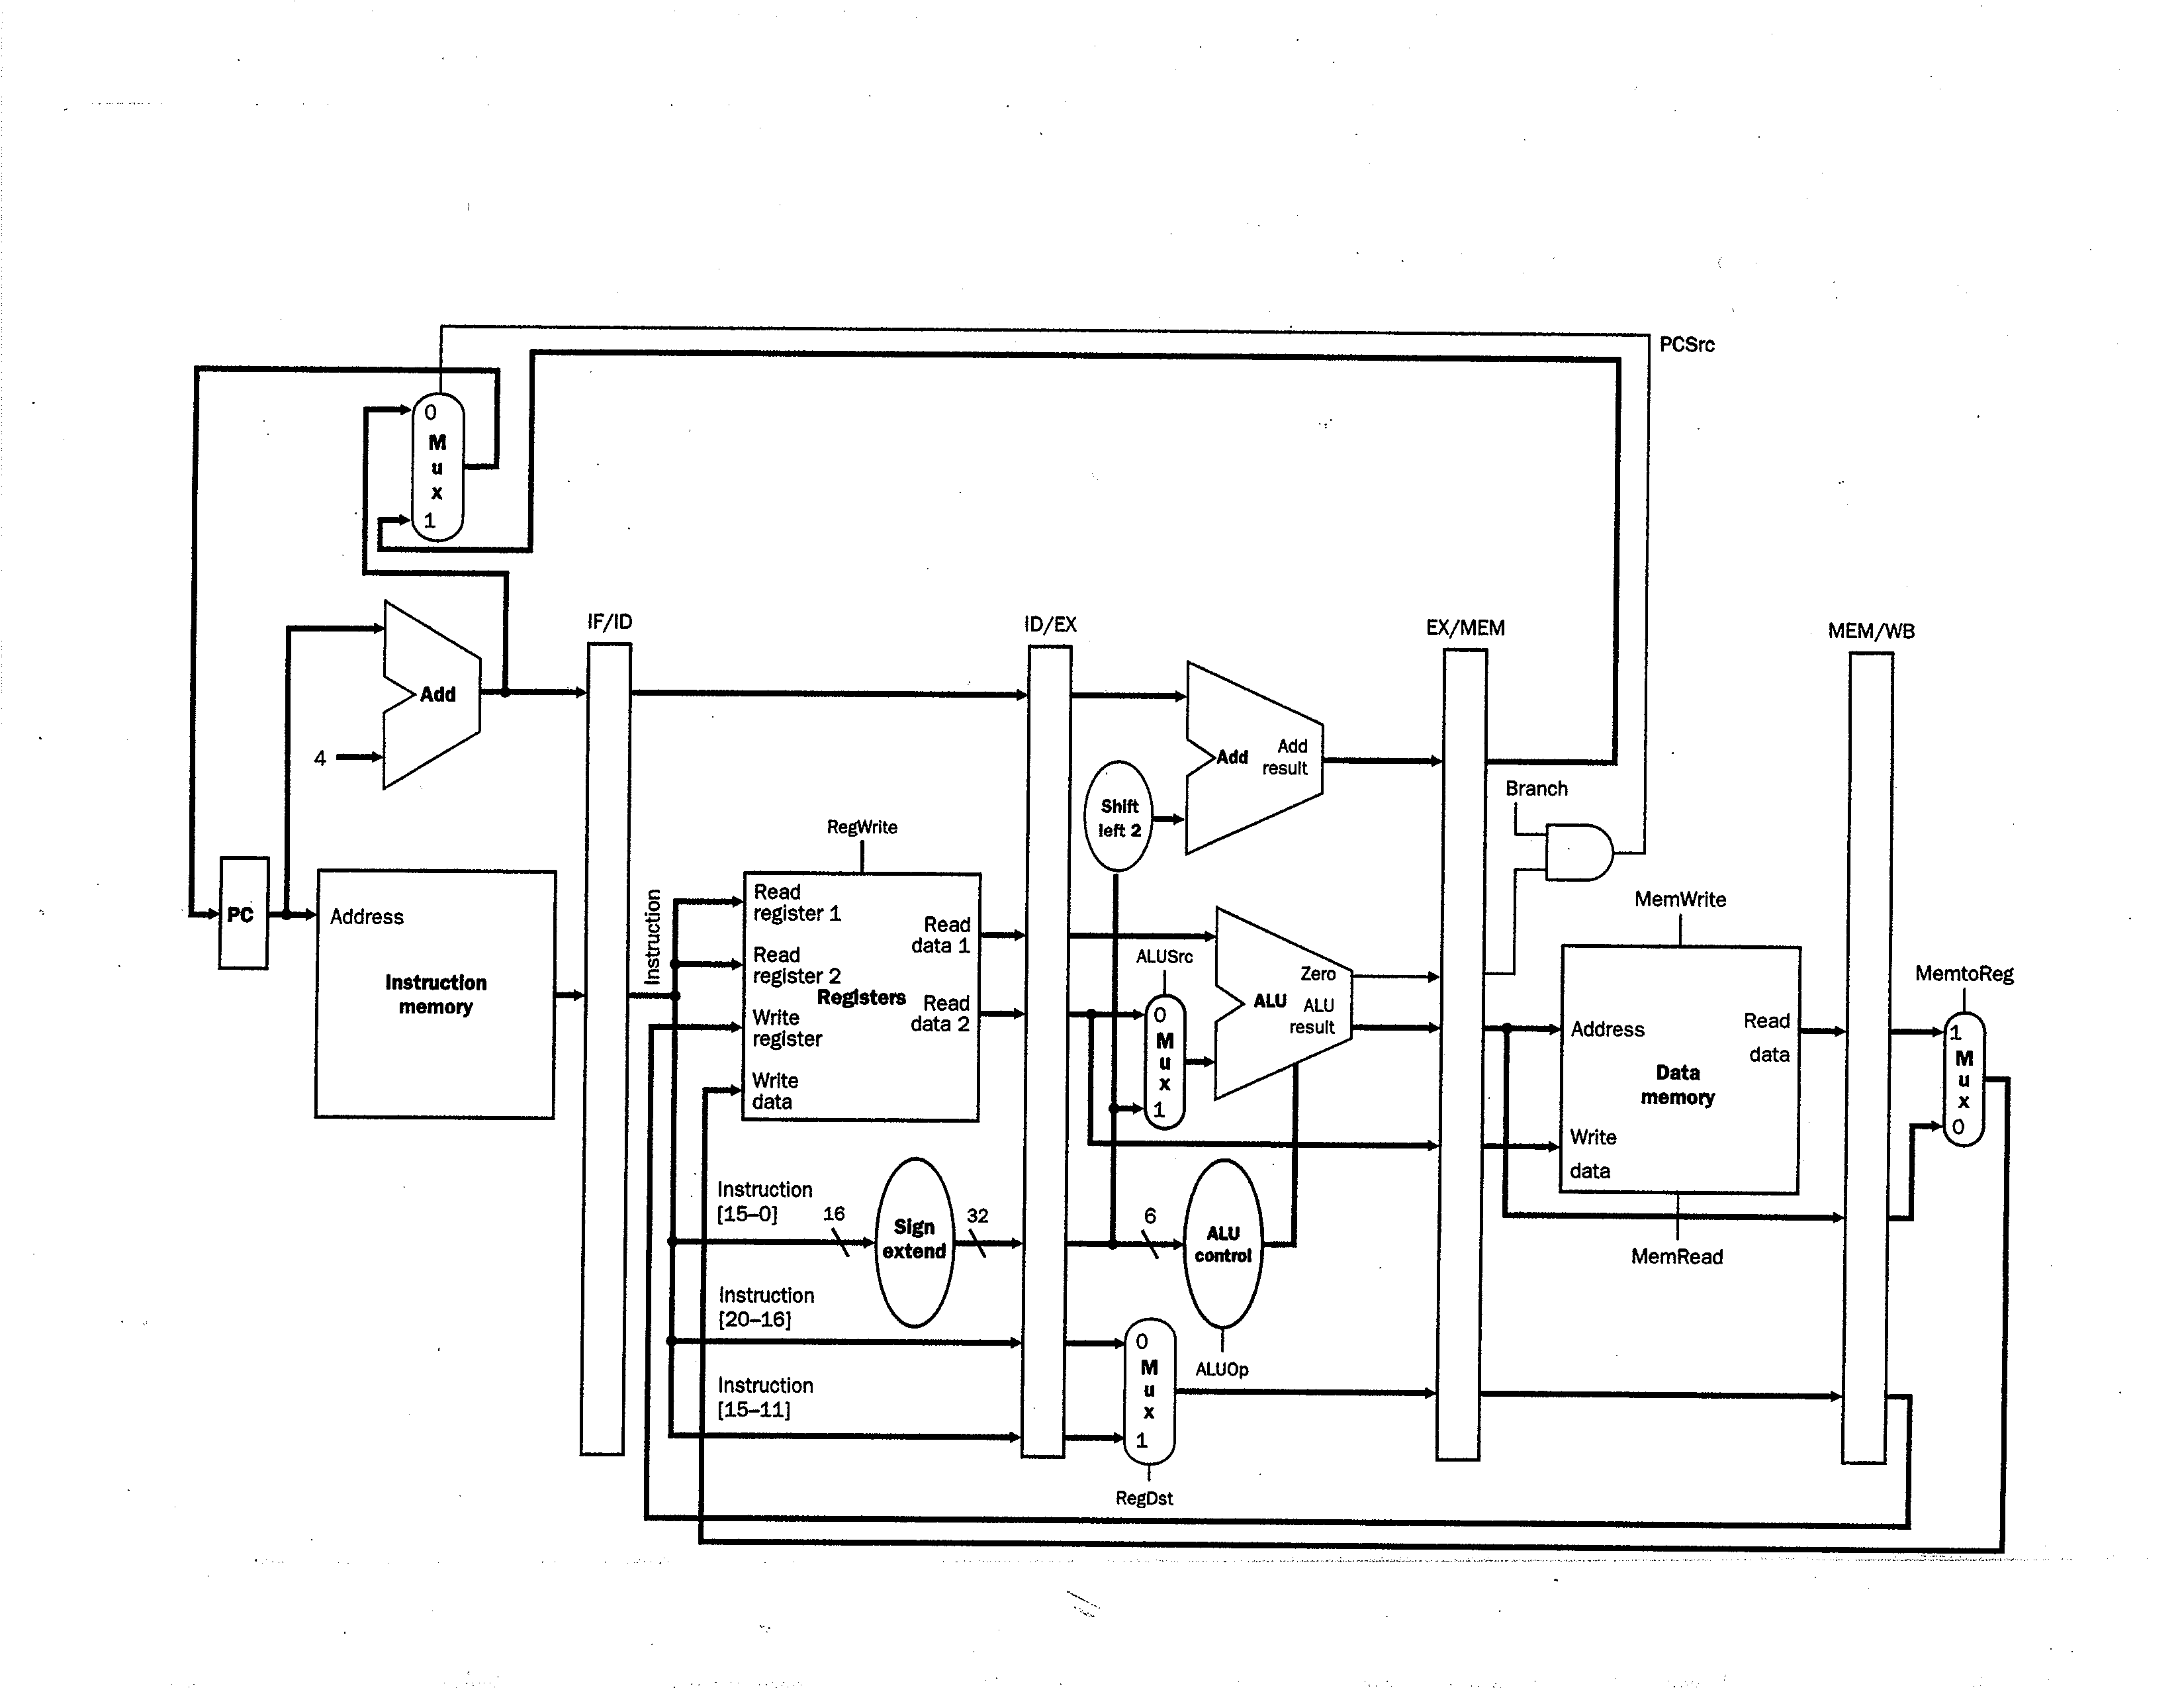 PCSrc
0
M
u
x
1
IF/ID
ID/EX
EX/MEM
MEM/WB
Add
4
Add
Add
result
Shift
left 2
Branch
RegWrite
PC
Address
Instruction
memory
Instruction
Read
register 1
Read
register 2
Write
register
Write
data
Registers
Read
data 1
Read
data 2
ALUSrc
0
M
u
x
1
Zero
ALU
ALU
result
MemWrite
Address
Read
data
Data
memory
Write
data
MemRead
MemtoReg
1
M
u
x
0
Instruction
[15–0]
16
Sign
extend
32
6
ALU
control
ALUOp
Instruction
[20–16]
Instruction
[15–11]
0
M
u
x
1
RegDst